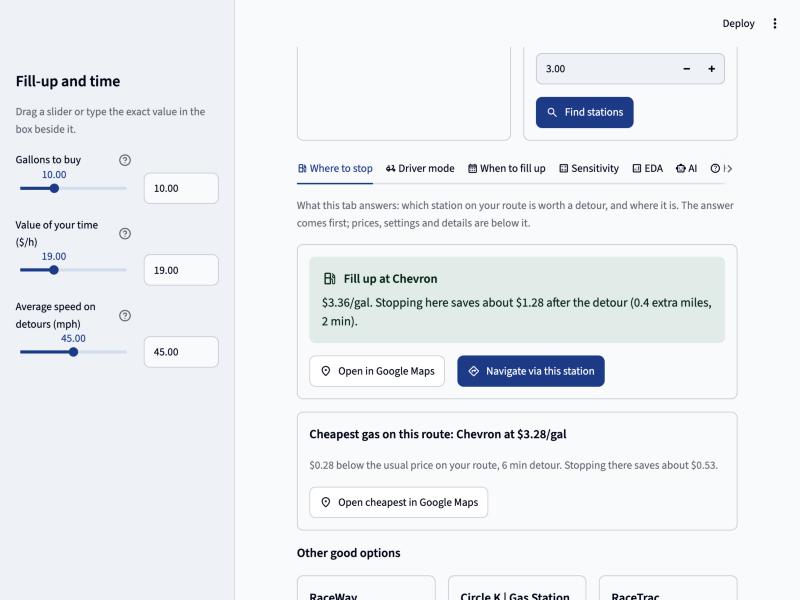 Deploy
Fill-up and time
Drag a slider or type the exact value in the
box beside it.
Gallons to buy
10.00
10.00
Value of your time
($/h)
19.00
19.00
Average speed on
detours (mph)
45.00
45.00
3.00
Find stations
Where to stop
Driver mode
When to fill up
Sensitivity
EDA
AI
What this tab answers: which station on your route is worth a detour, and where it is. The answer
comes first; prices, settings and details are below it.
Fill up at Chevron
$3.36/gal. Stopping here saves about $1.28 after the detour (0.4 extra miles,
2 min).
Open in Google Maps
Navigate via this station
Cheapest gas on this route: Chevron at $3.28/gal
$0.28 below the usual price on your route, 6 min detour. Stopping there saves about $0.53.
Open cheapest in Google Maps
Other good options
RaceWay
Circle K | Gas Station
RaceTrac